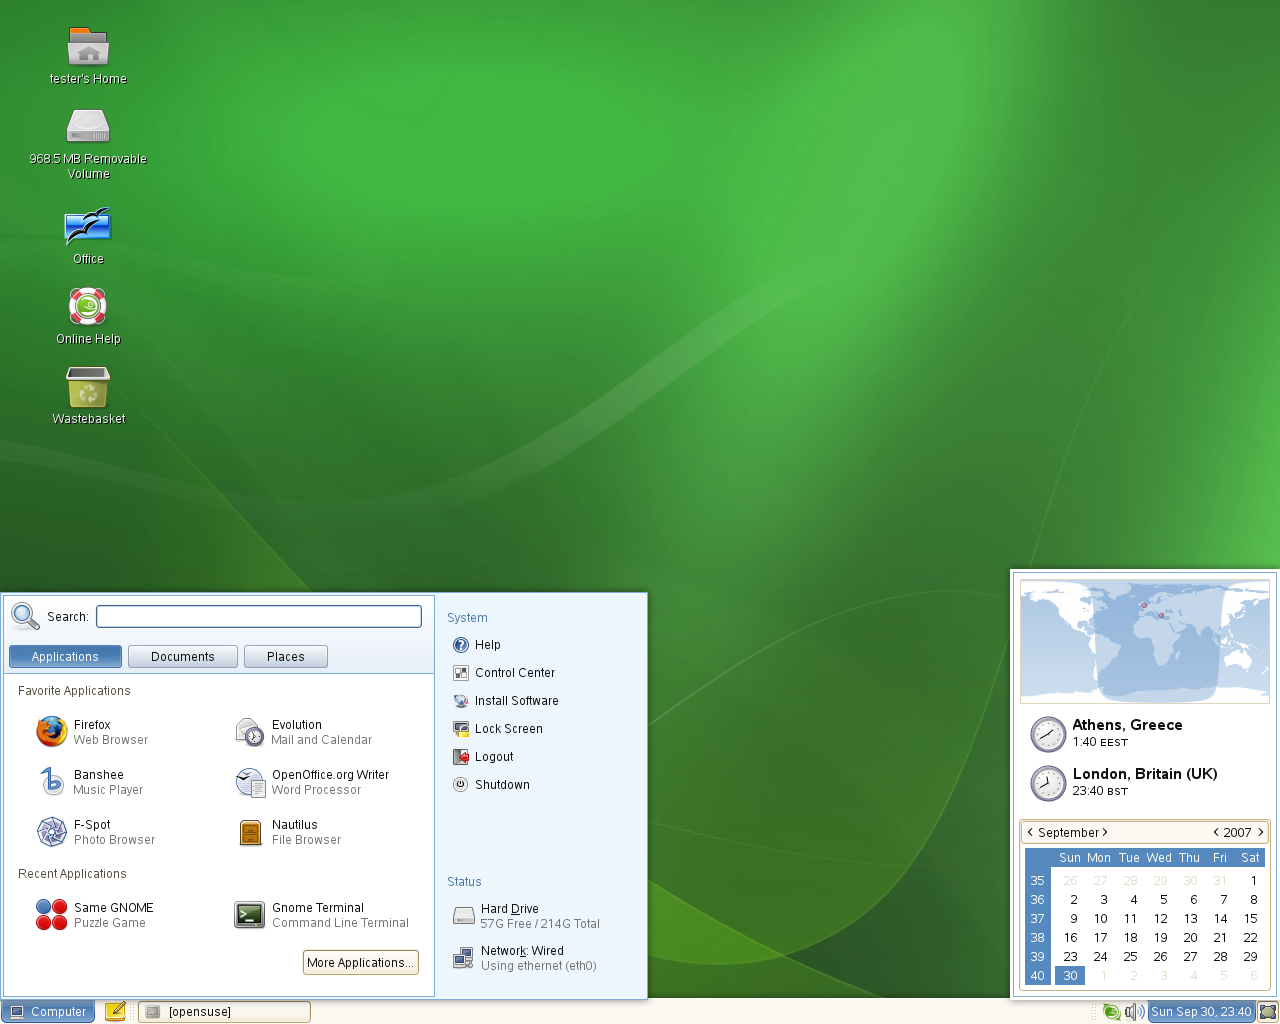 tester's Home
968.5 MB Removable
Volume
Office
Online Help
Wastebasket
Search:
Applications Documents Places
Favorite Applications
Firefox
Web Browser
Evolution
Mail and Calendar
Banshee
Music Player
OpenOffice.org Writer
Word Processor
F-Spot
Photo Browser
Nautilus
File Browser
Recent Applications
Same GNOME
Puzzle Game
Gnome Terminal
Command Line Terminal
More Applications...
System
Help
Control Center
Install Software
Lock Screen
Logout
Shutdown
Status
Hard Drive
57G Free / 214G Total
Network: Wired
Using ethernet (eth0)
Athens, Greece
1:40 EEST
London, Britain (UK)
23:40 BST
< September > < 2007 >
Sun Mon Tue Wed Thu Fri Sat
35 26 27 28 29 30 31 1
36 2 3 4 5 6 7 8
37 9 10 11 12 13 14 15
38 16 17 18 19 20 21 22
39 23 24 25 26 27 28 29
40 30 1 2 3 4 5 6
Computer [opensuse] Sun Sep 30, 23:40